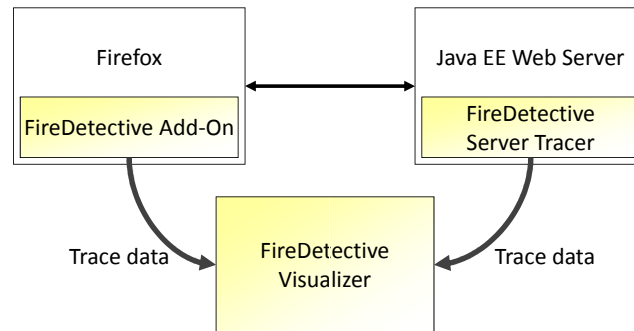 Firefox
Java EE Web Server
FireDetective Add-On
FireDetective
Server Tracer
Trace data
FireDetective
Visualizer
Trace data